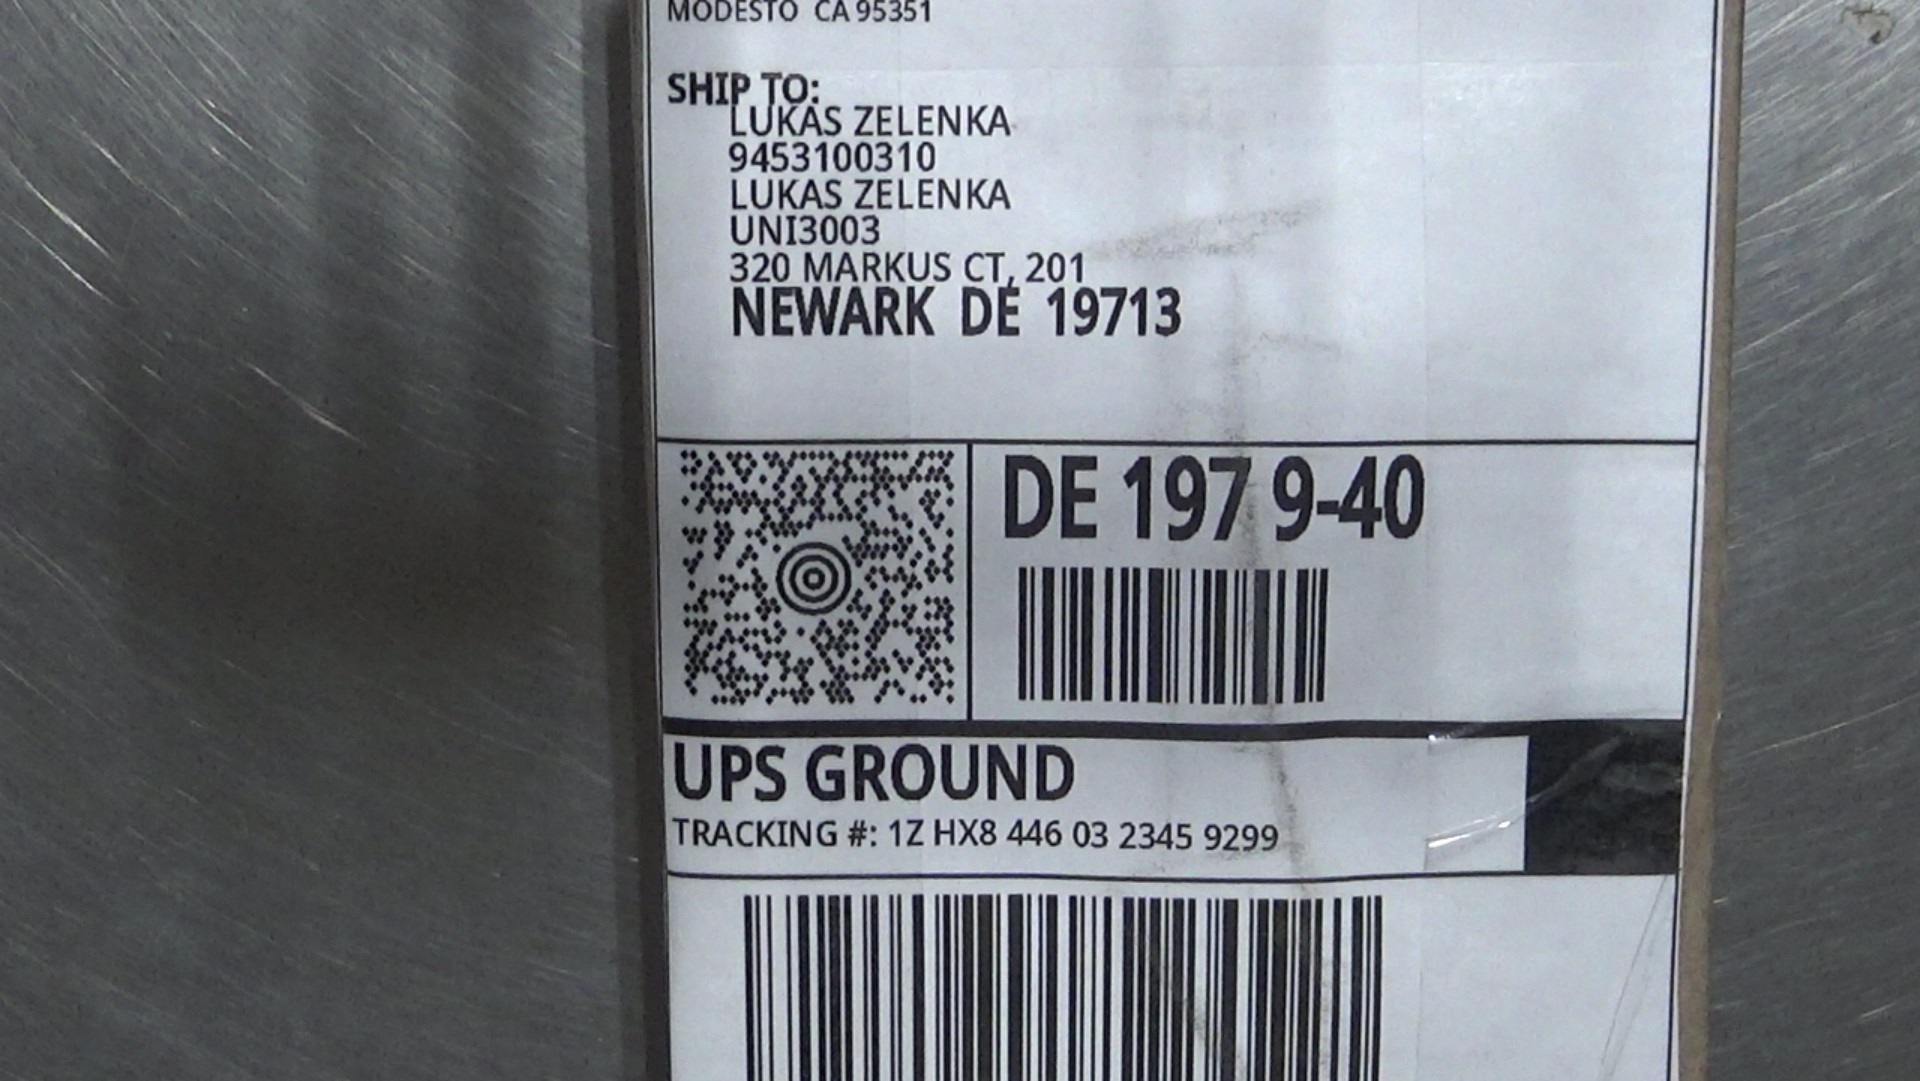 MODESTO CA 95351
SHIP TO:
LUKAS ZELENKA
9453100310
LUKAS ZELENKA
UNI3003
320 MARKUS CT, 201
NEWARK DE 19713
DE 197 9-40
UPS GROUND
TRACKING #: 1Z HX8 446 03 2345 9299